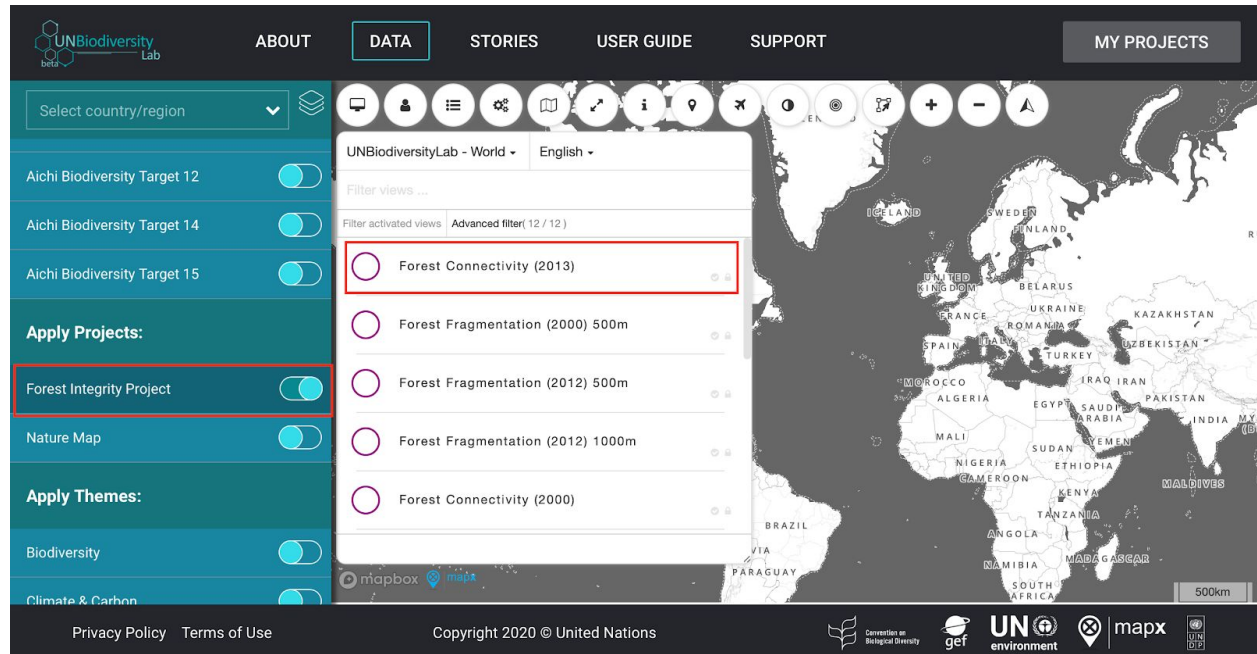 UNBiodiversity
Lab
beta
ABOUT
DATA
STORIES
USER GUIDE
SUPPORT
MY PROJECTS
Select country/region
Aichi Biodiversity Target 12
Aichi Biodiversity Target 14
Aichi Biodiversity Target 15
Apply Projects:
Forest Integrity Project
Nature Map
Apply Themes:
Biodiversity
Climate & Carbon
UNBiodiversityLab - World
English
Filter views ...
Filter activated views Advanced filter( 12 / 12 )
Forest Connectivity (2013)
Forest Fragmentation (2000) 500m
Forest Fragmentation (2012) 500m
Forest Fragmentation (2012) 1000m
Forest Connectivity (2000)
mapbox
mapx
ICELAND
SWEDEN
FINLAND
UNITED
KINGDOM
BELARUS
UKRAINE
FRANCE
ROMANIA
KAZAKHSTAN
SPAIN
ITALY
TURKEY
UZBEKISTAN
MOROCCO
ALGERIA
IRAQ
IRAN
EGYPT
SAUDI
ARABIA
PAKISTAN
INDIA
MALI
SUDAN
YEMEN
NIGERIA
ETHIOPIA
CAMEROON
KENYA
MALDIVES
TANZANIA
BRAZIL
ANGOLA
VIA
NAMIBIA
MADAGASCAR
PARAGUAY
SOUTH
AFRICA
500km
Privacy Policy Terms of Use
Copyright 2020 © United Nations
Convention on
Biological Diversity
gef
UN
environment
mapx
UN
DP